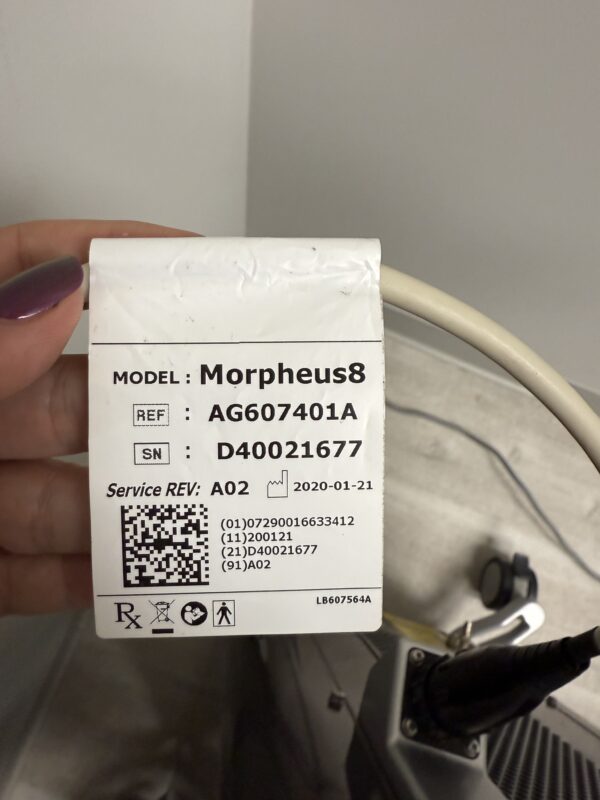 MODEL : Morpheus8
REF : AG607401A
SN : D40021677
Service REV: A02 2020-01-21
(01)07290016633412
(11)200121
(21)D40021677
(91)A02
LB607564A
Rx